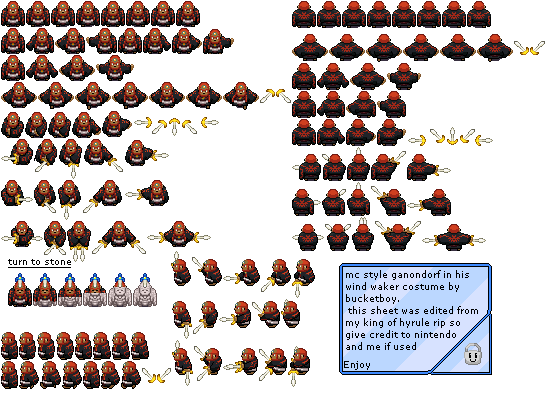 turn to stone
mc style ganondorf in his
wind waker costume by
bucketboy.
this sheet was edited from
my king of hyrule rip so
give credit to nintendo
and me if used
Enjoy